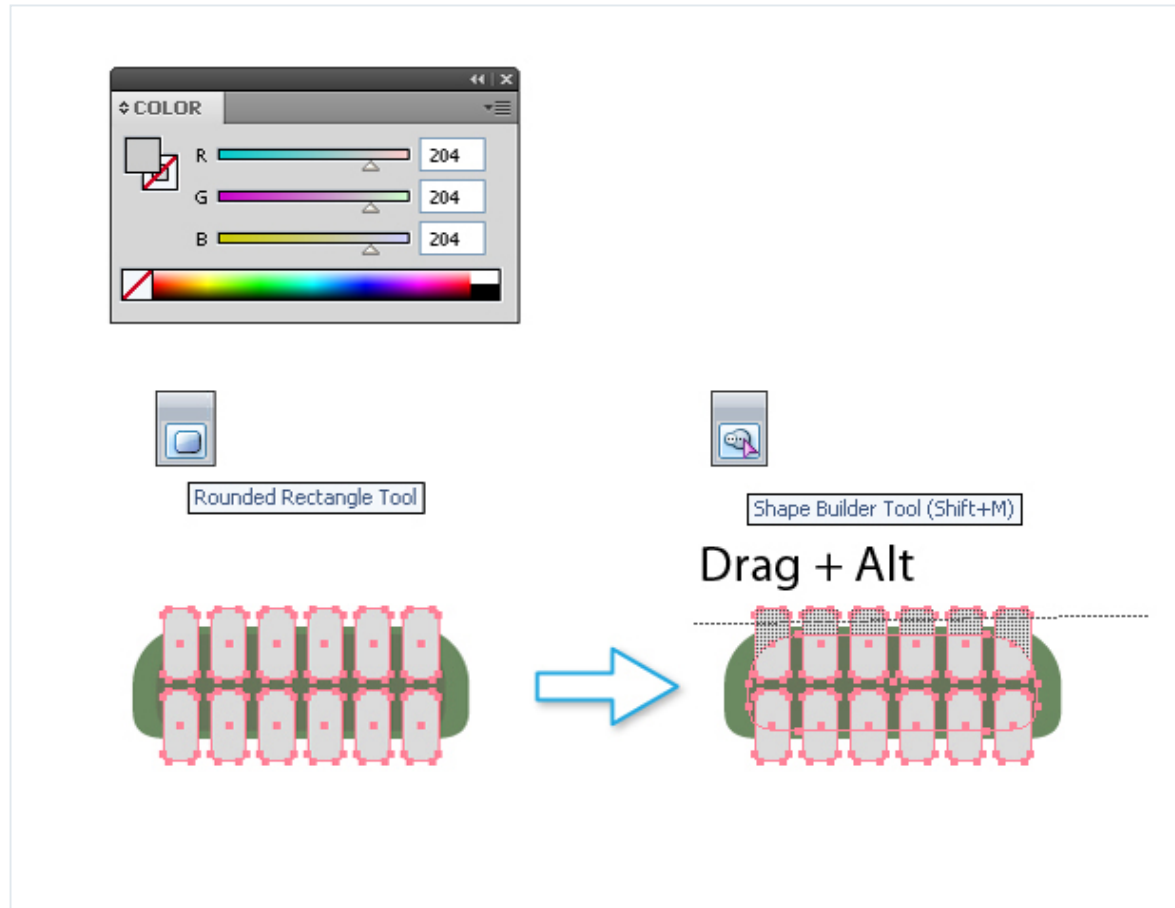 COLOR
R 204
G 204
B 204
Rounded Rectangle Tool
Shape Builder Tool (Shift+M)
Drag + Alt